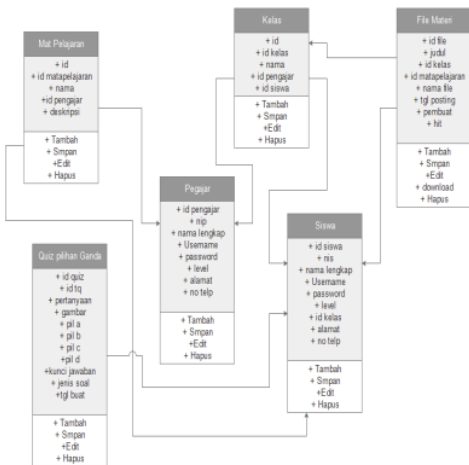 Mat Pelajaran
+ id
+ id matapelajaran
+ nama
+id pengajar
+ deskripsi
+ Tambah
+ Smpan
+Edit
+ Hapus
Kelas
+ id
+ id kelas
+ nama
+ id pengajar
+ id siswa
+ Tambah
+ Smpan
+Edit
+ Hapus
File Materi
+ id file
+ judul
+ id kelas
+ id matapelajaran
+ nama file
+ tgl posting
+ pembuat
+ hit
+ Tambah
+ Smpan
+Edit
+ download
+ Hapus
Pegajar
+ id pengajar
+ nip
+ nama lengkap
+ Username
+ password
+ level
+ alamat
+ no telp
+ Tambah
+ Smpan
+Edit
+ Hapus
Siswa
+ id siswa
+ nis
+ nama lengkap
+ Username
+ password
+ level
+ id kelas
+ alamat
+ no telp
+ Tambah
+ Smpan
+Edit
+ Hapus
Quiz pilihan Ganda
+ id quiz
+ id tq
+ pertanyaan
+ gambar
+ pil a
+ pil b
+ pil c
+pil d
+kunci jawaban
+ jenis soal
+tgl buat
+ Tambah
+ Smpan
+Edit
+ Hapus